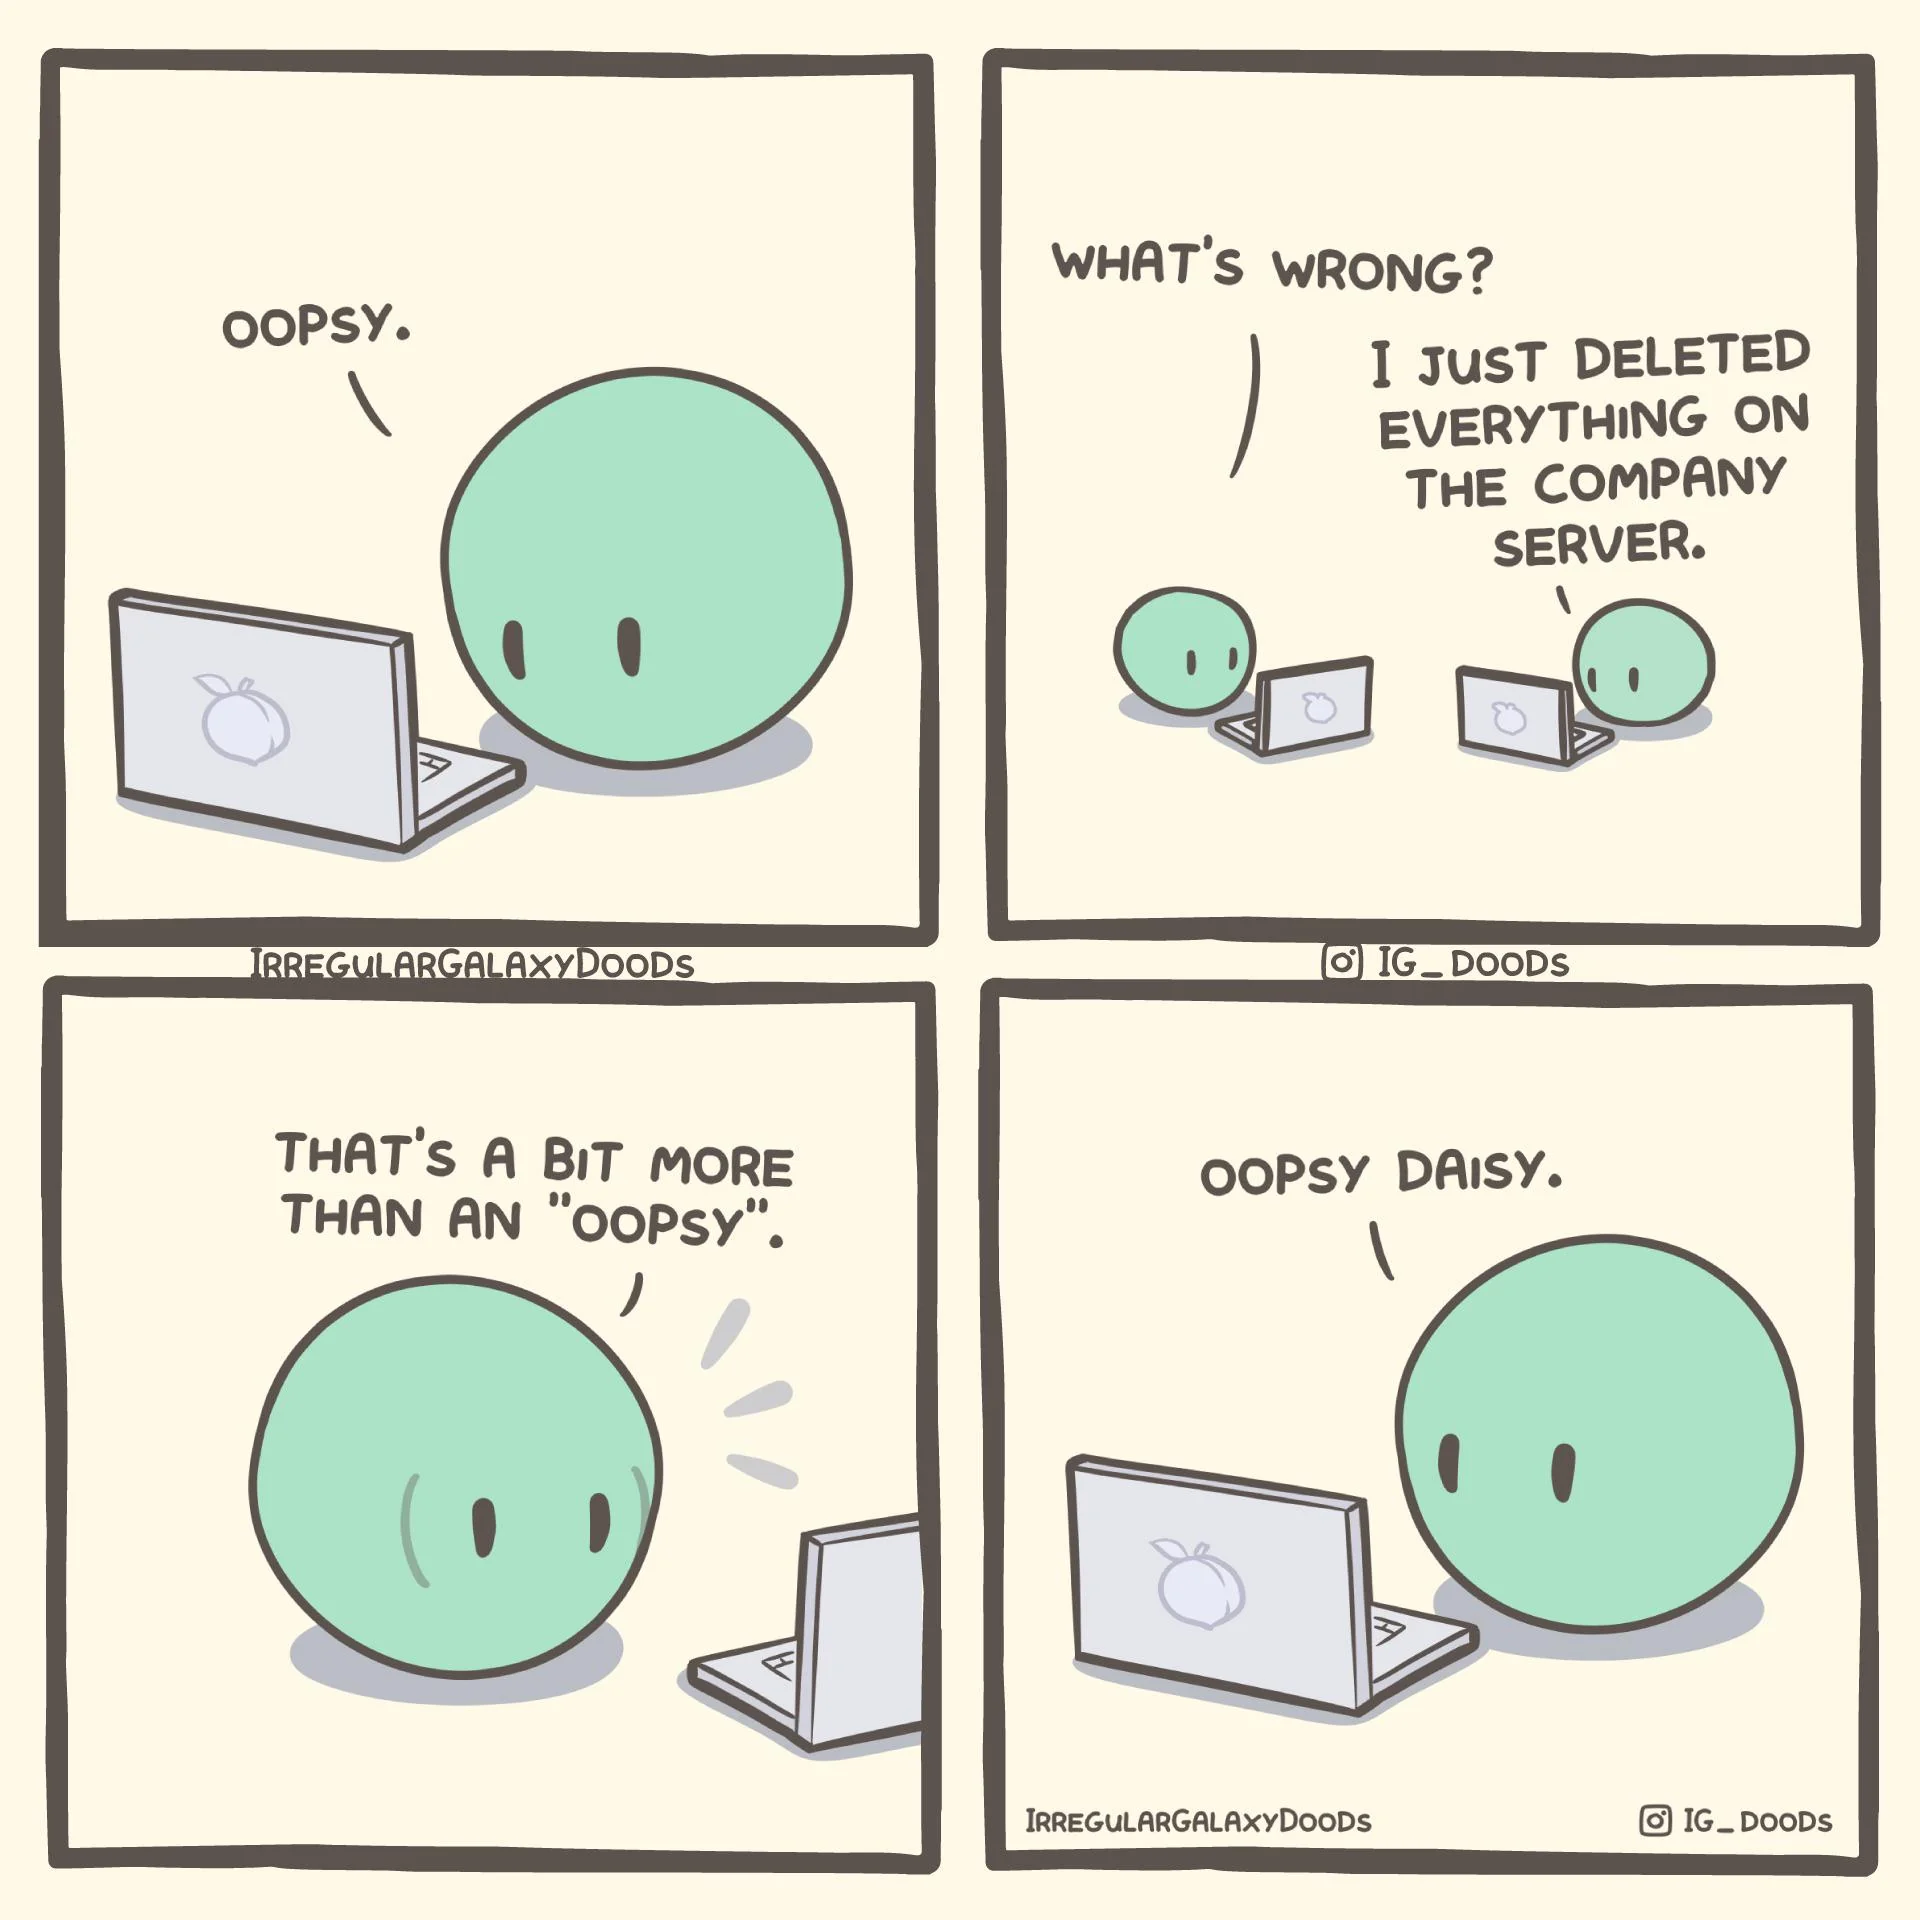 OOPSY.
WHAT'S WRONG?
I JUST DELETED
EVERYTHING ON
THE COMPANY
SERVER.
IRREGULARGALAXYDOODS
IG_DOODS
THAT'S A BIT MORE
THAN AN "OOPSY".
OOPSY DAISY.
IRREGULARGALAXYDOODS
IG_DOODS